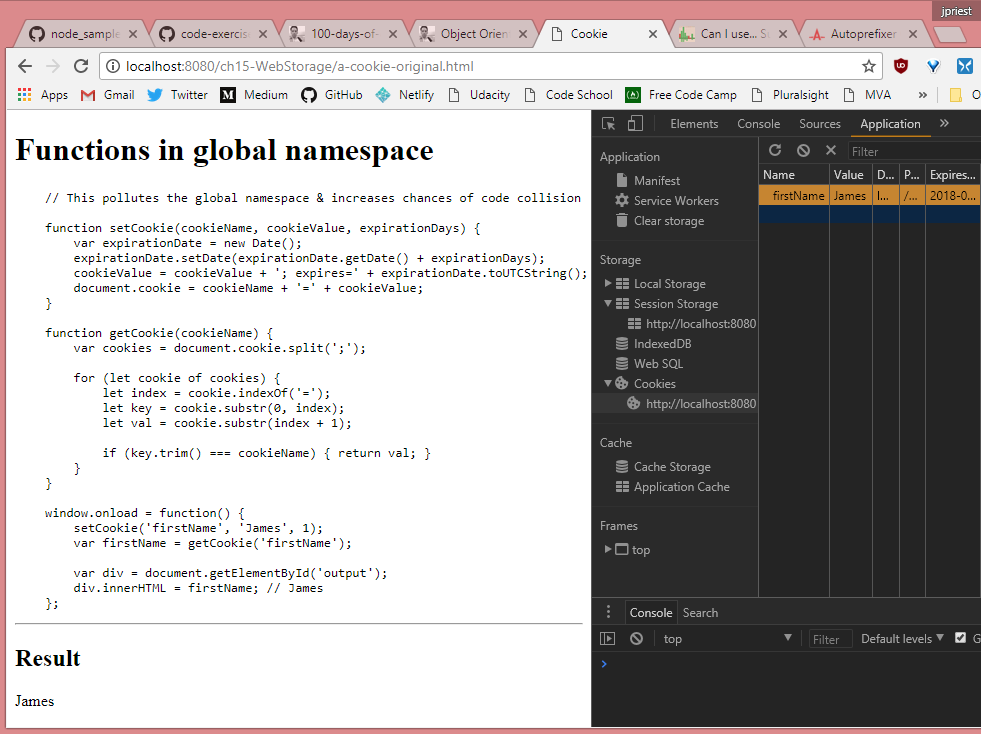 jpriest
node_sample
code-exercis
100-days-of-
Object Orien
Cookie
Can I use... Su
Autoprefixer
localhost:8080/ch15-WebStorage/a-cookie-original.html
Apps Gmail Twitter Medium GitHub Netlify Udacity Code School Free Code Camp Pluralsight MVA »
Functions in global namespace
// This pollutes the global namespace & increases chances of code collision
function setCookie(cookieName, cookieValue, expirationDays) {
var expirationDate = new Date();
expirationDate.setDate(expirationDate.getDate() + expirationDays);
cookieValue = cookieValue + '; expires=' + expirationDate.toUTCString();
document.cookie = cookieName + '=' + cookieValue;
}
function getCookie(cookieName) {
var cookies = document.cookie.split(';');
for (let cookie of cookies) {
let index = cookie.indexOf('=');
let key = cookie.substr(0, index);
let val = cookie.substr(index + 1);
if (key.trim() === cookieName) { return val; }
}
}
window.onload = function() {
setCookie('firstName', 'James', 1);
var firstName = getCookie('firstName');
var div = document.getElementById('output');
div.innerHTML = firstName; // James
};
Result
James
Elements Console Sources Application »
Application
Manifest
Service Workers
Clear storage
Storage
Local Storage
Session Storage
http://localhost:8080
IndexedDB
Web SQL
Cookies
http://localhost:8080
Cache
Cache Storage
Application Cache
Frames
top
Filter
Name Value D... P... Expires...
firstName James l... /... 2018-0...
Console Search
top Filter Default levels G